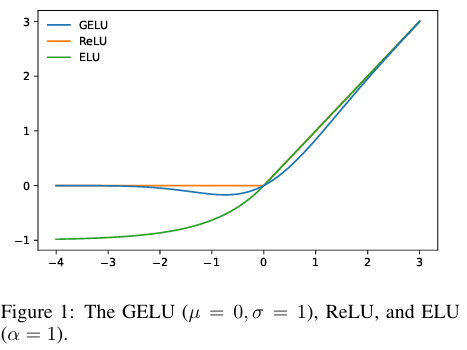 3
GELU
ReLU
ELU
2
1
0
−1
−4 −3 −2 −1 0 1 2 3
Figure 1: The GELU (μ = 0, σ = 1), ReLU, and ELU
(α = 1).